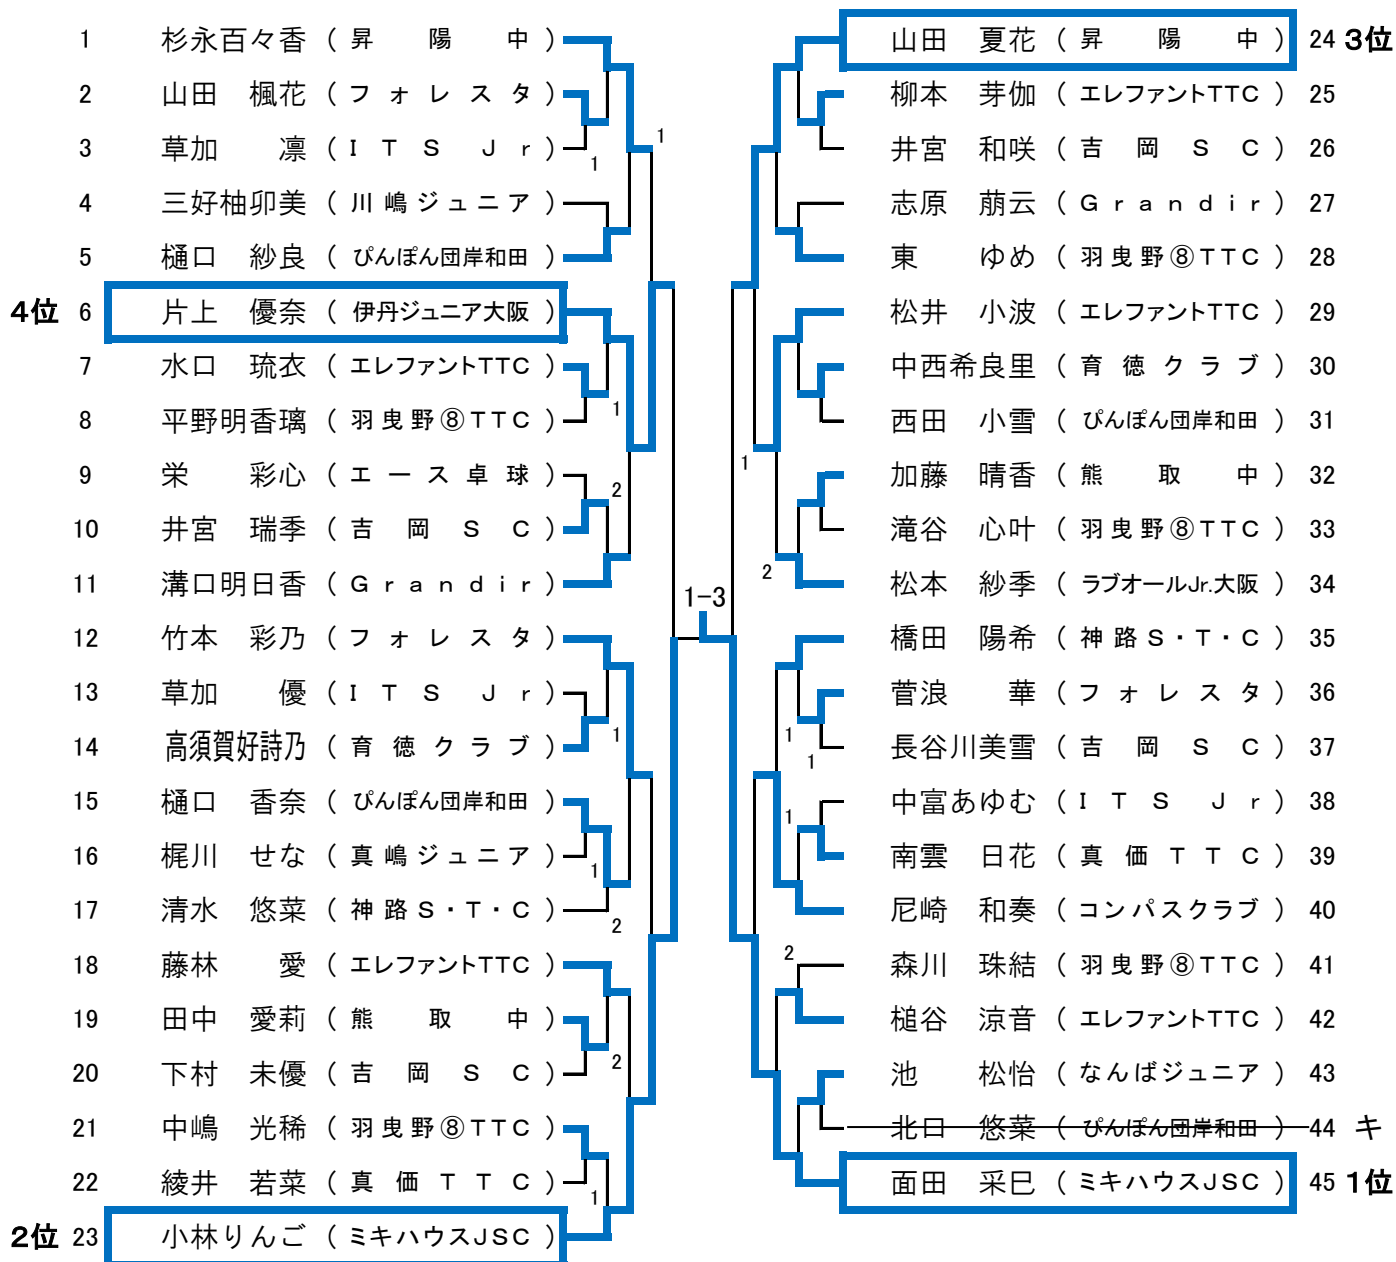 1 杉永百々香 ( 昇陽中 )
2 山田 楓花 ( フォレスタ )
3 草加 凛 ( ITS Jr )
4 三好柚卯美 ( 川嶋ジュニア )
5 樋口 紗良 ( ぴんぽん団岸和田 )
4位 6 片上 優奈 ( 伊丹ジュニア大阪 )
7 水口 琉衣 ( エレファントTTC )
8 平野明香璃 ( 羽曳野⑧TTC )
9 栄 彩心 ( エース卓球 )
10 井宮 瑞季 ( 吉岡SC )
11 溝口明日香 ( Grandir )
12 竹本 彩乃 ( フォレスタ )
13 草加 優 ( ITS Jr )
14 高須賀好詩乃 ( 育徳クラブ )
15 樋口 香奈 ( ぴんぽん団岸和田 )
16 梶川 せな ( 真嶋ジュニア )
17 清水 悠菜 ( 神路S・T・C )
18 藤林 愛 ( エレファントTTC )
19 田中 愛莉 ( 熊取中 )
20 下村 未優 ( 吉岡SC )
21 中嶋 光稀 ( 羽曳野⑧TTC )
22 綾井 若菜 ( 真価TTC )
2位 23 小林りんご ( ミキハウスJSC )
1
1
1
2
1
1
2
2
1
1-3
山田 夏花 ( 昇陽中 ) 24 3位
柳本 芽伽 ( エレファントTTC ) 25
井宮 和咲 ( 吉岡SC ) 26
志原 萠云 ( Grandir ) 27
東 ゆめ ( 羽曳野⑧TTC ) 28
松井 小波 ( エレファントTTC ) 29
中西希良里 ( 育徳クラブ ) 30
西田 小雪 ( ぴんぽん団岸和田 ) 31
加藤 晴香 ( 熊取中 ) 32
滝谷 心叶 ( 羽曳野⑧TTC ) 33
松本 紗季 ( ラブオールJr.大阪 ) 34
橋田 陽希 ( 神路S・T・C ) 35
菅浪 華 ( フォレスタ ) 36
長谷川美雪 ( 吉岡SC ) 37
中富あゆむ ( ITS Jr ) 38
南雲 日花 ( 真価TTC ) 39
尼崎 和奏 ( コンパスクラブ ) 40
森川 珠結 ( 羽曳野⑧TTC ) 41
槌谷 涼音 ( エレファントTTC ) 42
池 松怡 ( なんばジュニア ) 43
北口 悠菜 ( ぴんぽん団岸和田 ) 44 キ
面田 采巳 ( ミキハウスJSC ) 45 1位
1
2
1
1
1
2